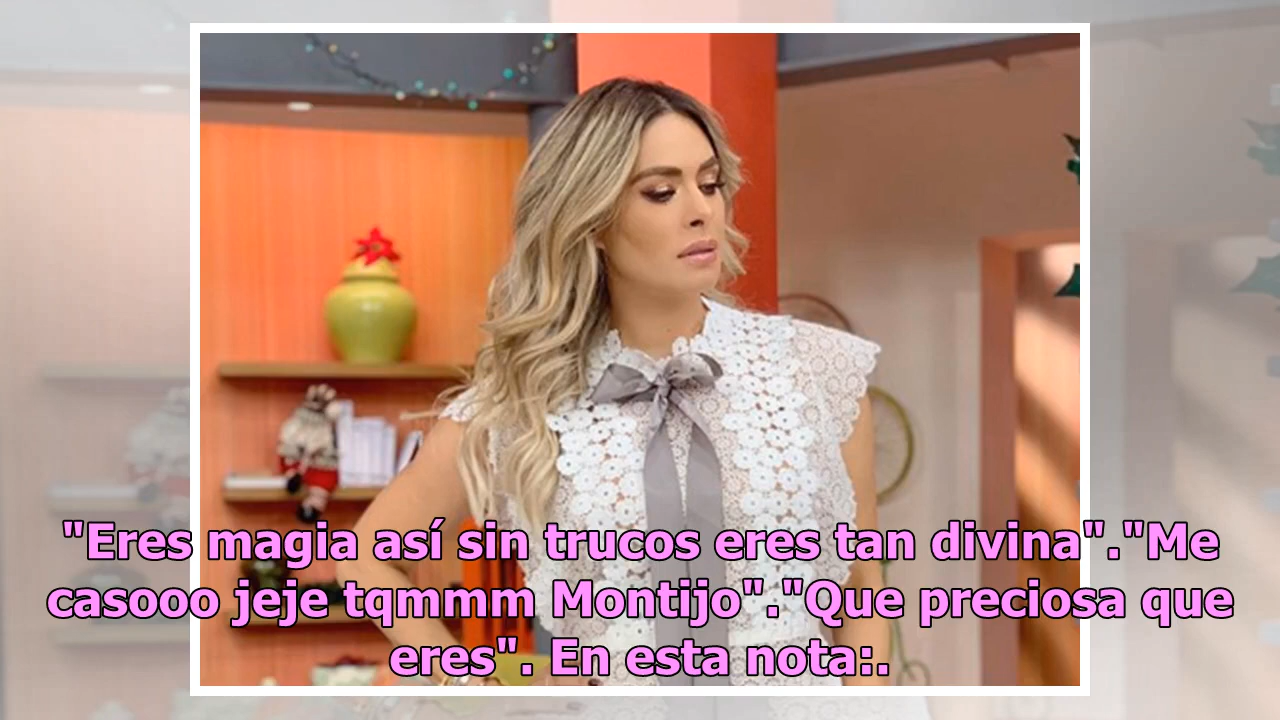 "Eres magia así sin trucos eres tan divina"."Me
casooo jeje tqmmm Montijo"."Que preciosa que
eres". En esta nota:.